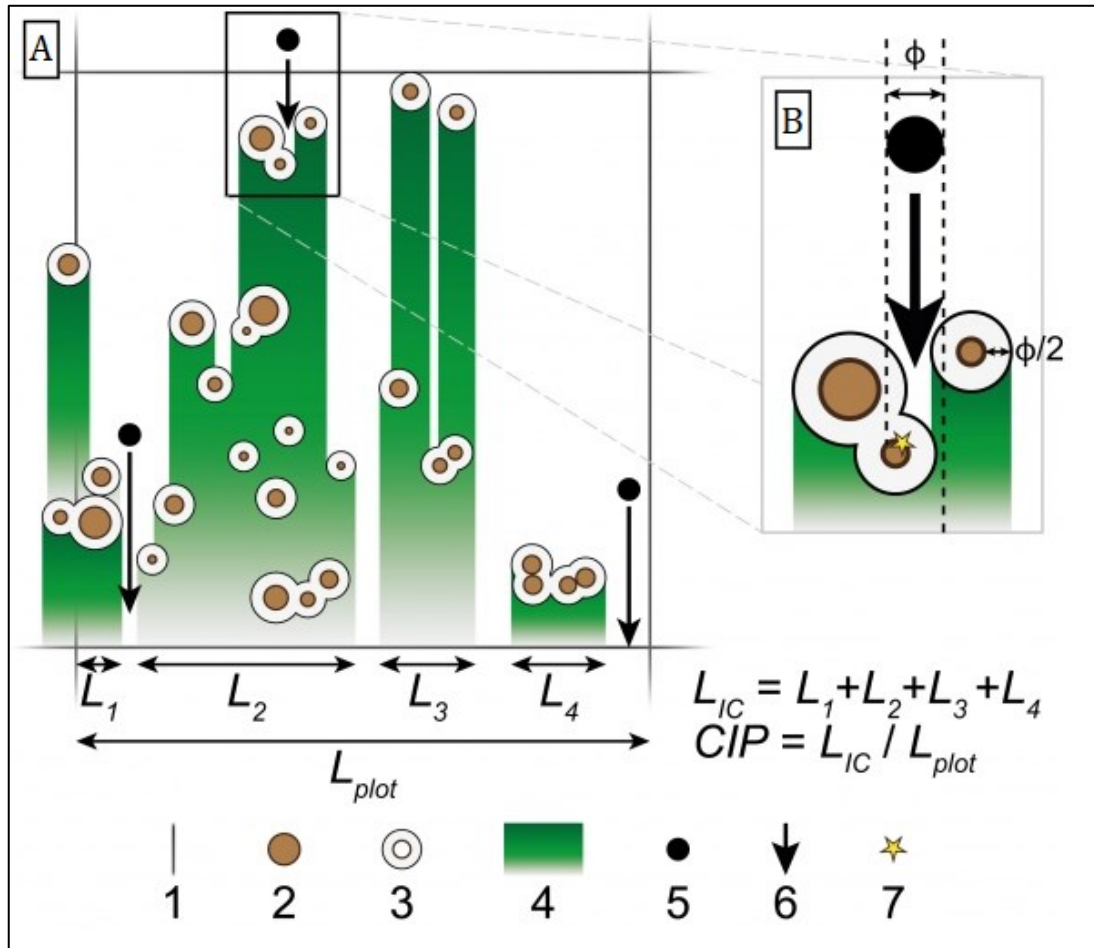 A
B
ϕ
ϕ/2
L1 L2 L3 L4
Lplot
LIC = L1+L2+L3+L4
CIP = LIC / Lplot
1 2 3 4 5 6 7